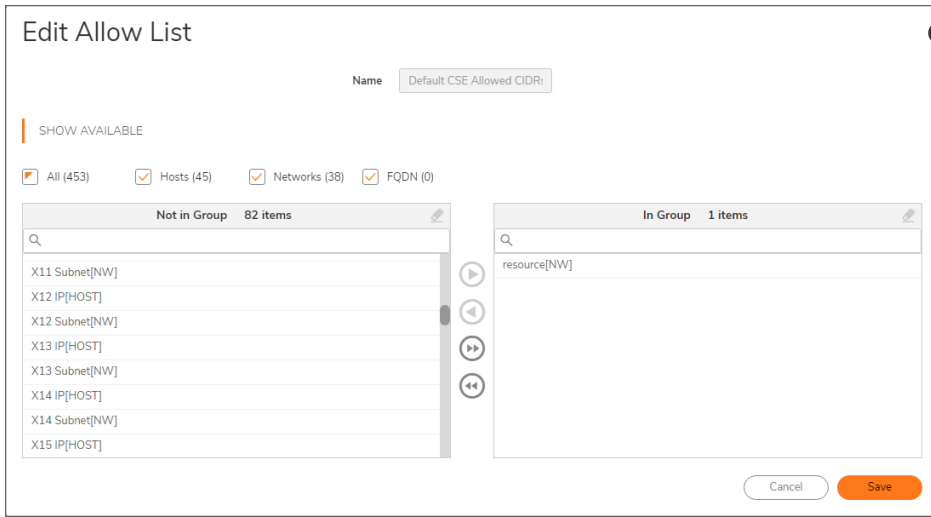 Edit Allow List
Name Default CSE Allowed CIDRs
SHOW AVAILABLE
All (453) Hosts (45) Networks (38) FQDN (0)
Not in Group 82 items
In Group 1 items
X11 Subnet[NW]
X12 IP[HOST]
X12 Subnet[NW]
X13 IP[HOST]
X13 Subnet[NW]
X14 IP[HOST]
X14 Subnet[NW]
X15 IP[HOST]
resource[NW]
Cancel Save